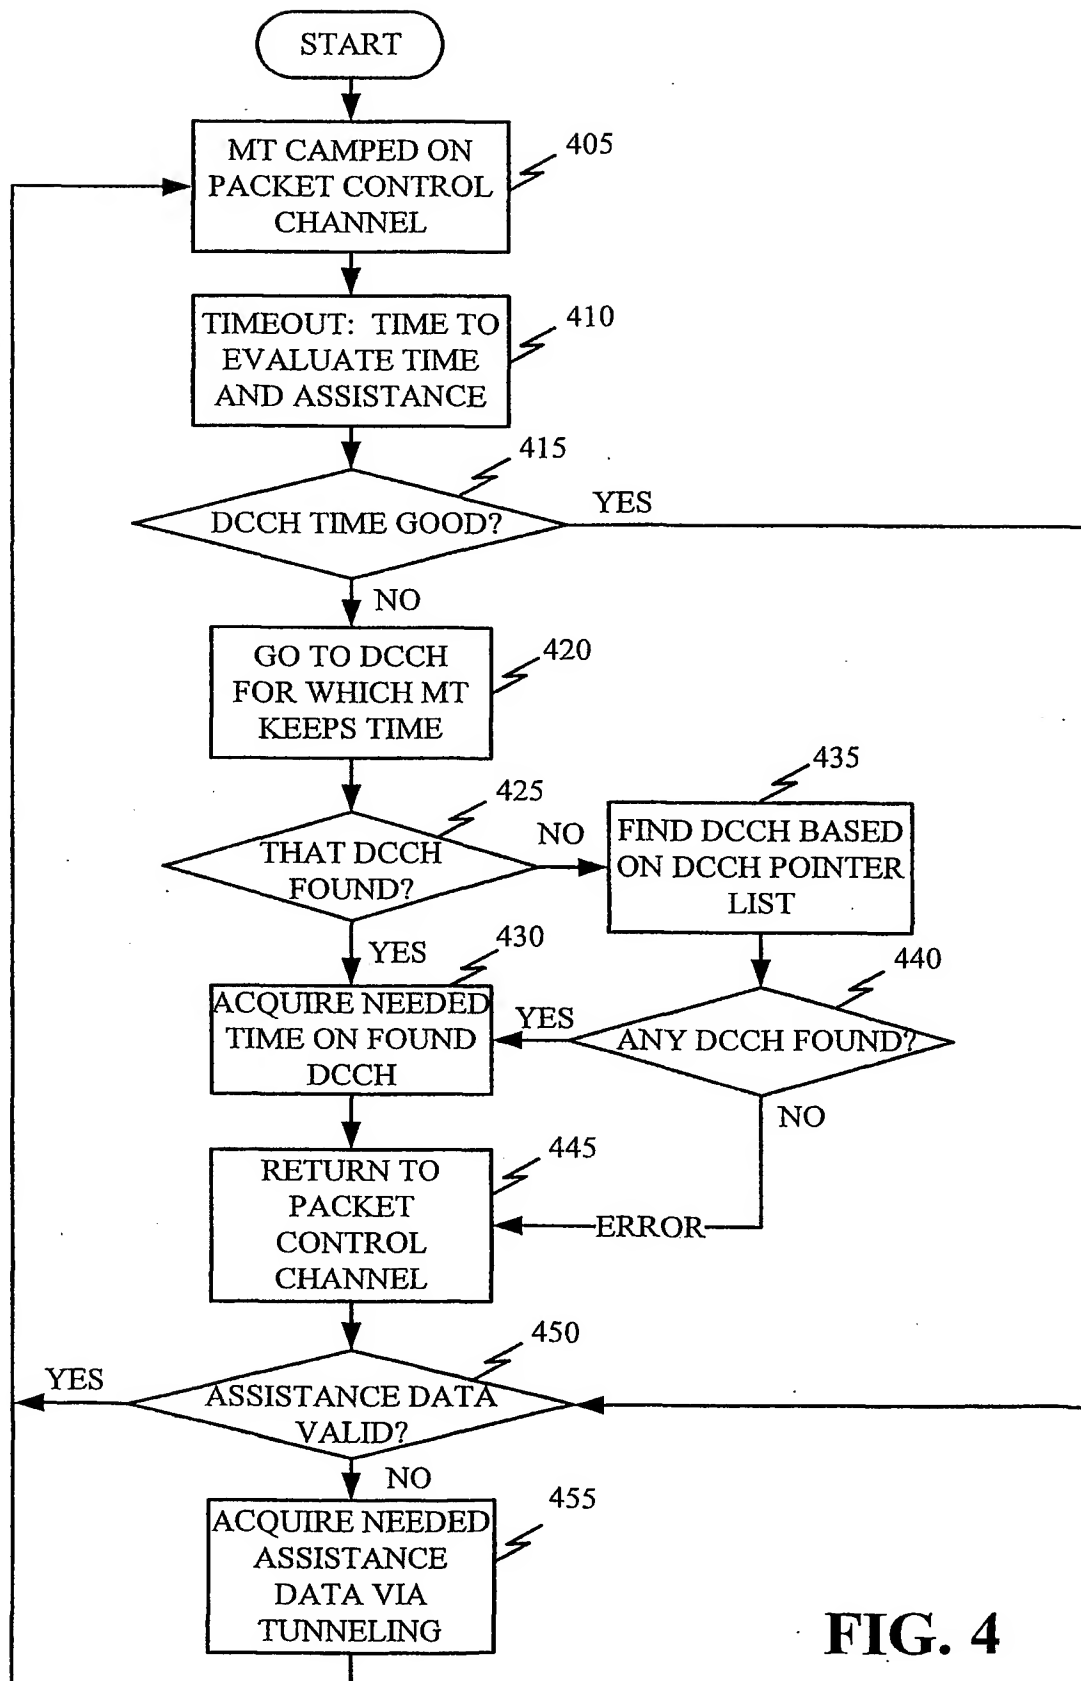 START
MT CAMPED ON
PACKET CONTROL
CHANNEL
405
TIMEOUT: TIME TO
EVALUATE TIME
AND ASSISTANCE
410
415
DCCH TIME GOOD?
YES
NO
GO TO DCCH
FOR WHICH MT
KEEPS TIME
420
425
THAT DCCH
FOUND?
NO
YES
435
FIND DCCH BASED
ON DCCH POINTER
LIST
430
ACQUIRE NEEDED
TIME ON FOUND
DCCH
440
ANY DCCH FOUND?
YES
NO
445
RETURN TO
PACKET
CONTROL
CHANNEL
ERROR
450
ASSISTANCE DATA
VALID?
YES
NO
455
ACQUIRE NEEDED
ASSISTANCE
DATA VIA
TUNNELING
FIG. 4